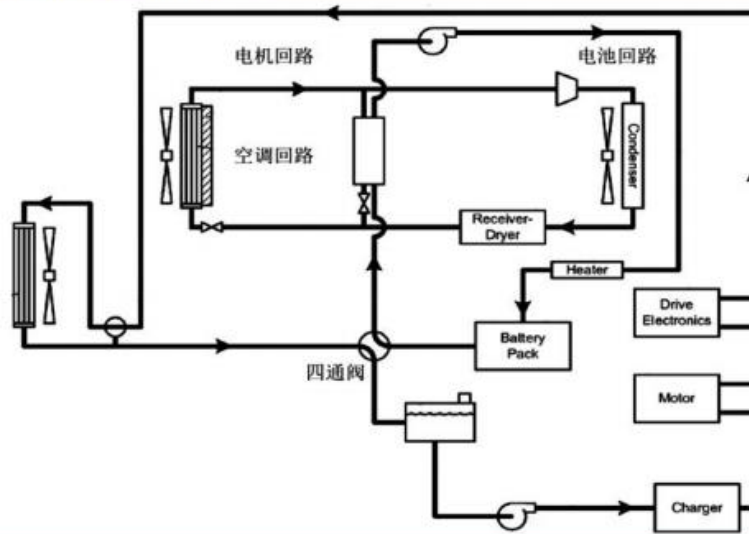 电机回路
电池回路
空调回路
Condenser
Receiver-
Dryer
Heater
Drive
Electronics
Battery
Pack
四通阀
Motor
Charger